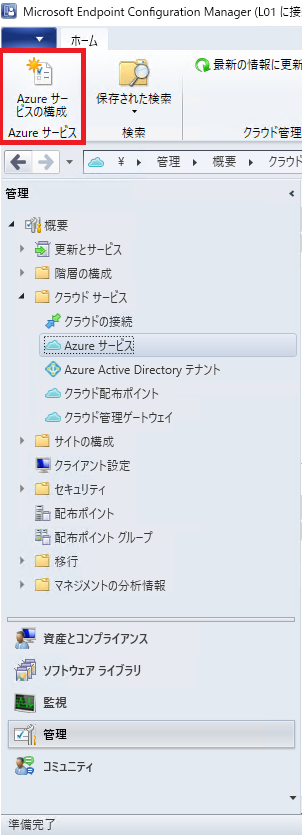 Microsoft Endpoint Configuration Manager (L01 に接
ホーム
Azure サー
ビスの構成
Azure サービス
保存された検索
検索
最新の情報に更新
クラウド管理
¥ 管理 概要 クラウド
管理
概要
更新とサービス
階層の構成
クラウド サービス
クラウドの接続
Azure サービス
Azure Active Directory テナント
クラウド配布ポイント
クラウド管理ゲートウェイ
サイトの構成
クライアント設定
セキュリティ
配布ポイント
配布ポイント グループ
移行
マネジメントの分析情報
資産とコンプライアンス
ソフトウェア ライブラリ
監視
管理
コミュニティ
準備完了